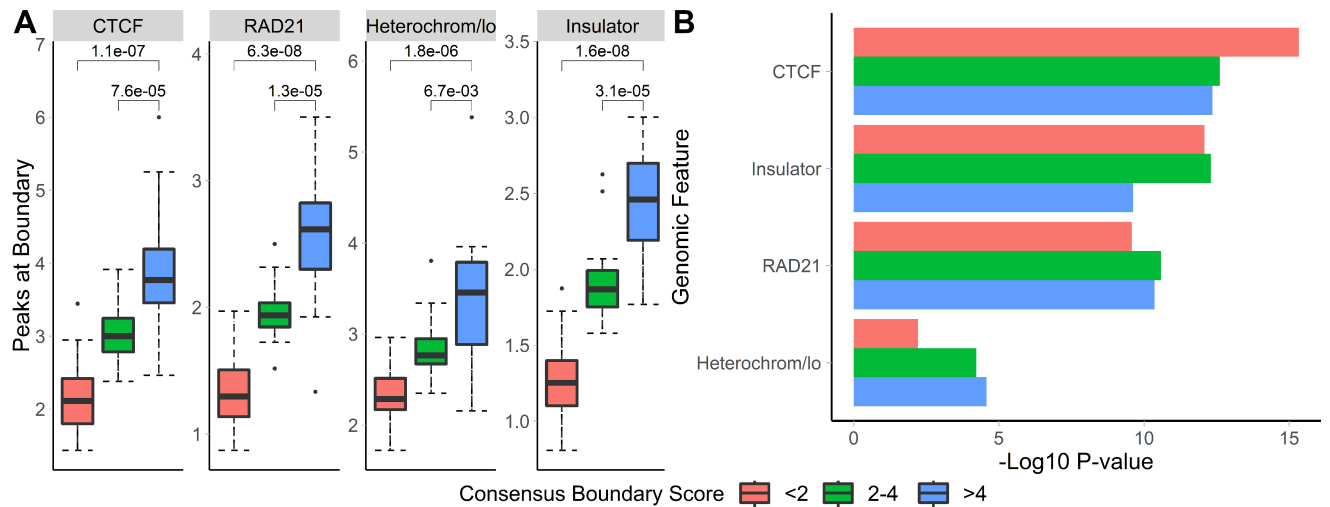 A
CTCF
RAD21
Heterochrom/lo
Insulator
Peaks at Boundary
7
6
5
4
3
2
1.1e-07
7.6e-05
4
3
2
1
6.3e-08
1.3e-05
6
5
4
3
2
1.8e-06
6.7e-03
3.5
3.0
2.5
2.0
1.5
1.0
1.6e-08
3.1e-05
B
Genomic Feature
CTCF
Insulator
RAD21
Heterochrom/lo
0
5
10
15
-Log10 P-value
Consensus Boundary Score <2 2-4 >4